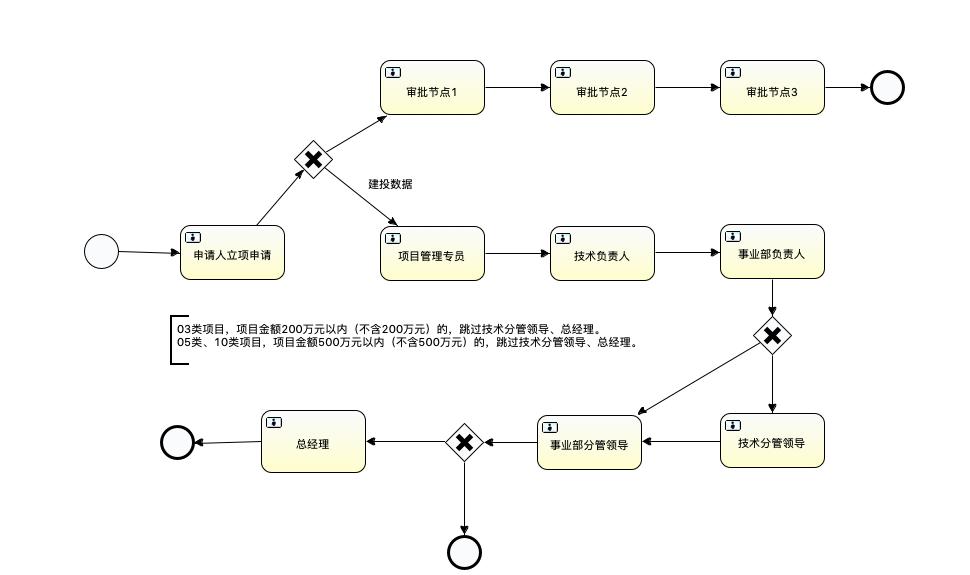 审批节点1
审批节点2
审批节点3
建投数据
申请人立项申请
项目管理专员
技术负责人
事业部负责人
03类项目，项目金额200万元以内（不含200万元）的，跳过技术分管领导、总经理。
05类、10类项目，项目金额500万元以内（不含500万元）的，跳过技术分管领导、总经理。
总经理
事业部分管领导
技术分管领导